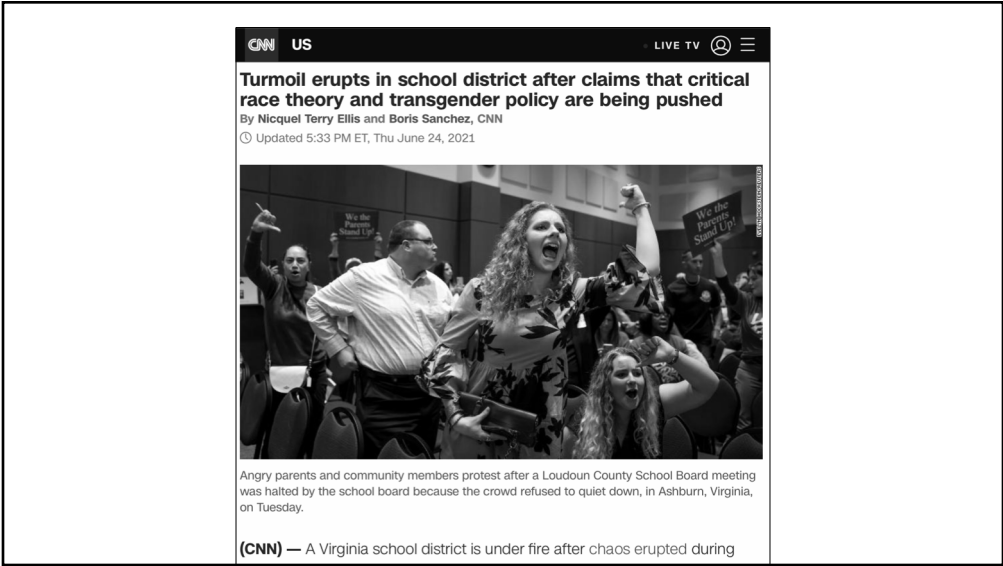 CNN US LIVE TV
Turmoil erupts in school district after claims that critical
race theory and transgender policy are being pushed
By Nicquel Terry Ellis and Boris Sanchez, CNN
Updated 5:33 PM ET, Thu June 24, 2021
We the
Parents
Stand Up!
We the
Parents
Stand Up!
Angry parents and community members protest after a Loudoun County School Board meeting
was halted by the school board because the crowd refused to quiet down, in Ashburn, Virginia,
on Tuesday.
(CNN) — A Virginia school district is under fire after chaos erupted during